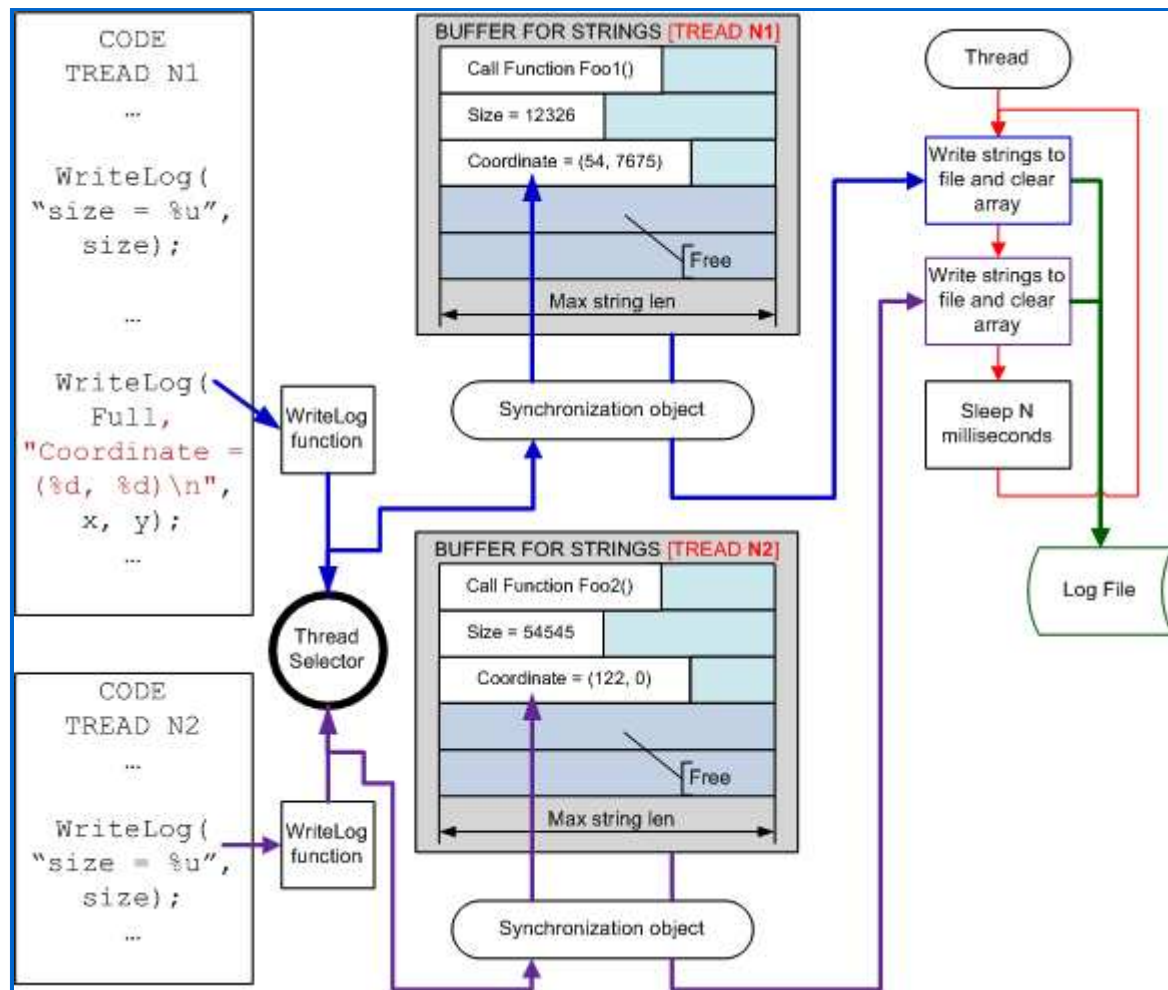 CODE
TREAD N1
...
WriteLog(
“size = %u”,
size);
...
WriteLog(
Full,
"Coordinate =
(%d, %d)\n",
x, y);
...
CODE
TREAD N2
...
WriteLog(
“size = %u”,
size);
...
WriteLog
function
Thread
Selector
WriteLog
function
BUFFER FOR STRINGS [TREAD N1]
Call Function Foo1()
Size = 12326
Coordinate = (54, 7675)
Free
Max string len
Synchronization object
BUFFER FOR STRINGS [TREAD N2]
Call Function Foo2()
Size = 54545
Coordinate = (122, 0)
Free
Max string len
Synchronization object
Thread
Write strings to
file and clear
array
Write strings to
file and clear
array
Sleep N
milliseconds
Log File